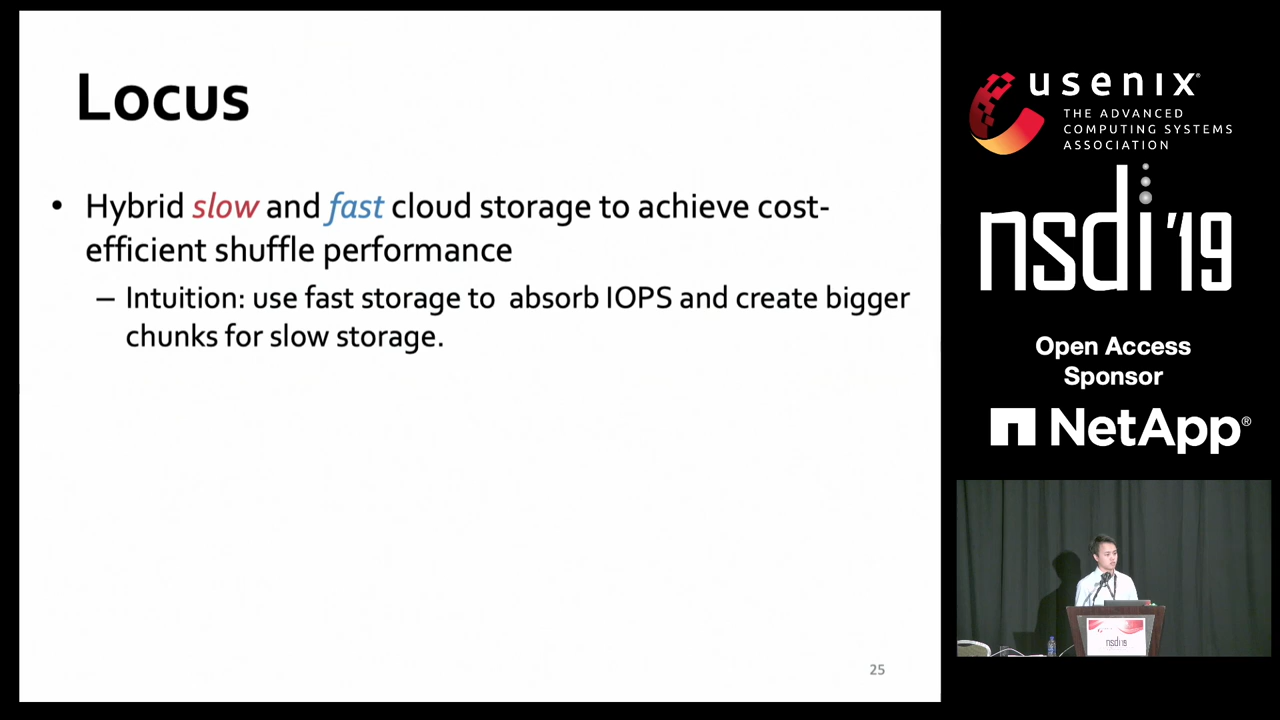 Locus
• Hybrid slow and fast cloud storage to achieve cost-
efficient shuffle performance
– Intuition: use fast storage to  absorb IOPS and create bigger
chunks for slow storage.
25
usenix®
THE ADVANCED
COMPUTING SYSTEMS
ASSOCIATION
nsdi '19
Open Access
Sponsor
NetApp®
nsdi '19